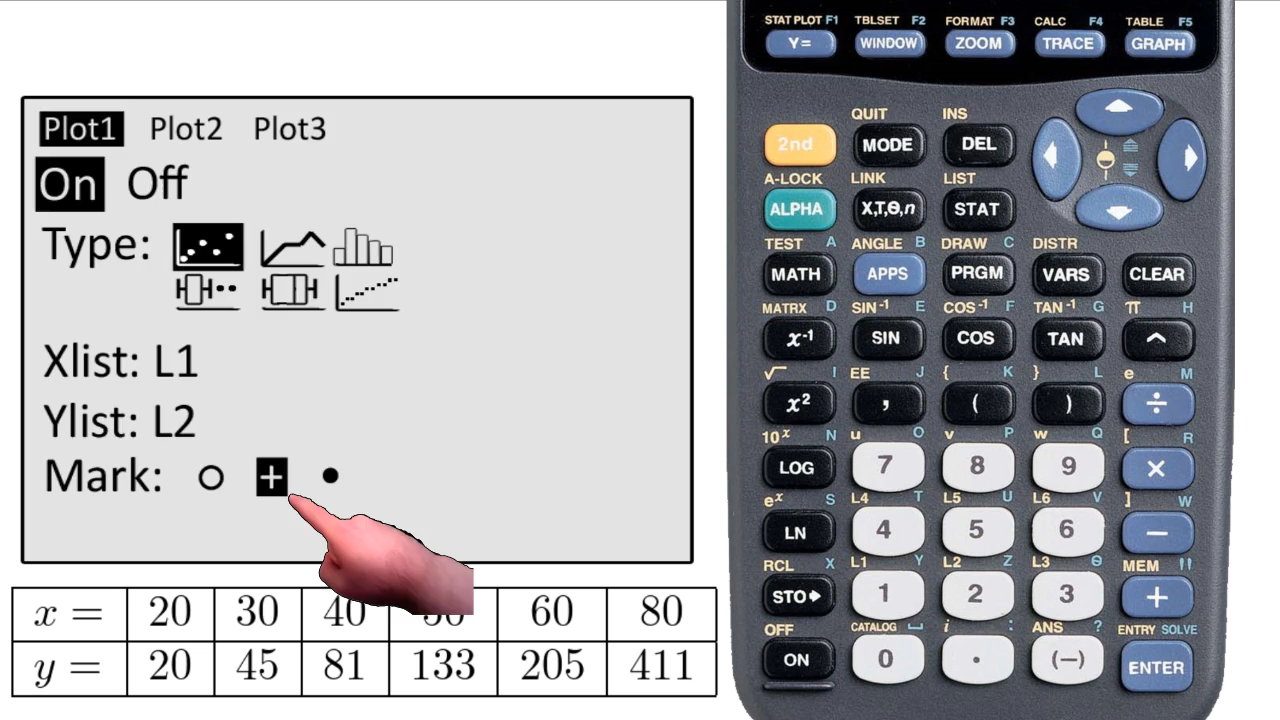 Plot1 Plot2 Plot3
On Off
Type:
Xlist: L1
Ylist: L2
Mark: ○ + •
x = 20 30 40 60 80
y = 20 45 81 133 205 411
STAT PLOT F1 TBLSET F2 FORMAT F3 CALC F4 TABLE F5
Y= WINDOW ZOOM TRACE GRAPH
QUIT INS
2nd MODE DEL
A-LOCK LINK LIST
ALPHA X,T,Θ,n STAT
TEST A ANGLE B DRAW C DISTR
MATH APPS PRGM VARS CLEAR
MATRX D SIN⁻¹ E COS⁻¹ F TAN⁻¹ G π H
x⁻¹ SIN COS TAN ^
√ I EE J { K } L e M
x² , ( ) ÷
10ˣ N u O v P w Q [ R
LOG 7 8 9 ×
eˣ S L4 T L5 U L6 V ] W
LN 4 5 6 −
RCL X L1 Y L2 Z L3 Θ MEM "
STO▶ 1 2 3 +
OFF CATALOG ⎵ i : ANS ? ENTRY SOLVE
ON 0 . (−) ENTER